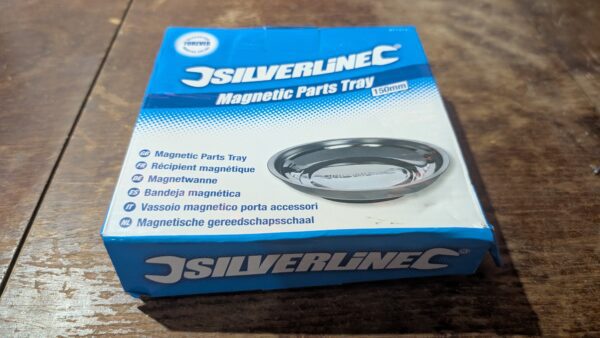 FOREVER
SILVERLINE
Magnetic Parts Tray
150mm
GB Magnetic Parts Tray
FR Récipient magnétique
DE Magnetwanne
ES Bandeja magnética
IT Vassoio magnetico porta accessori
NL Magnetische gereedschapsschaal
SILVERLINE®